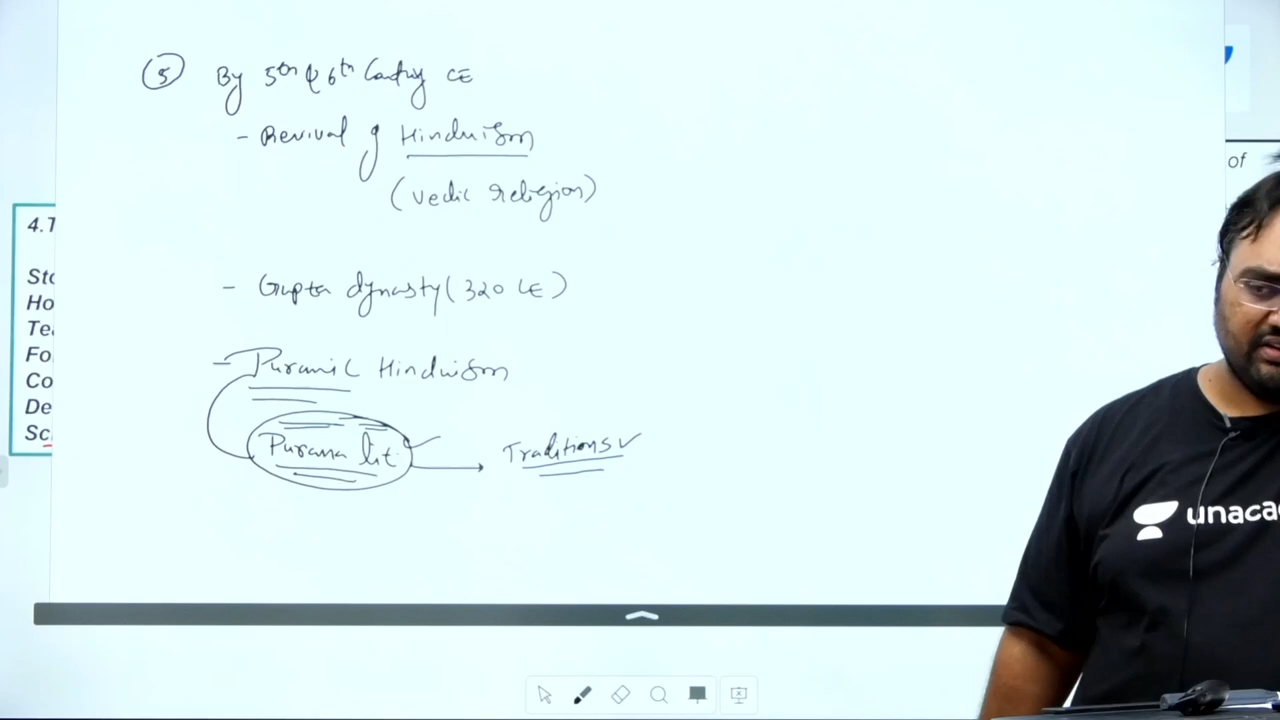 ⑤ By 5th & 6th Century CE
- Revival of Hinduism
(Vedic religion)
- Gupta dynasty (320 CE)
- Puranic Hinduism
Purana lit. → Traditions ✓
of
4.T
Sto
Ho
Tea
Fo
Co
De
Sc
unaca